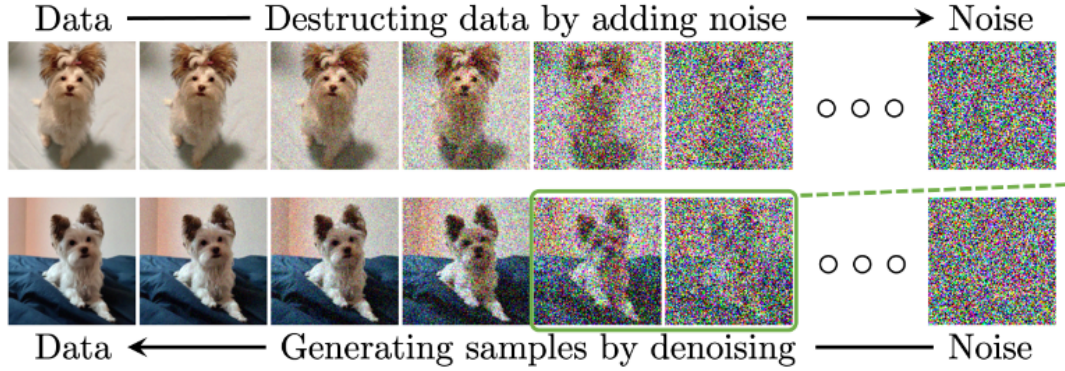 Data Destructing data by adding noise Noise
Data Generating samples by denoising Noise